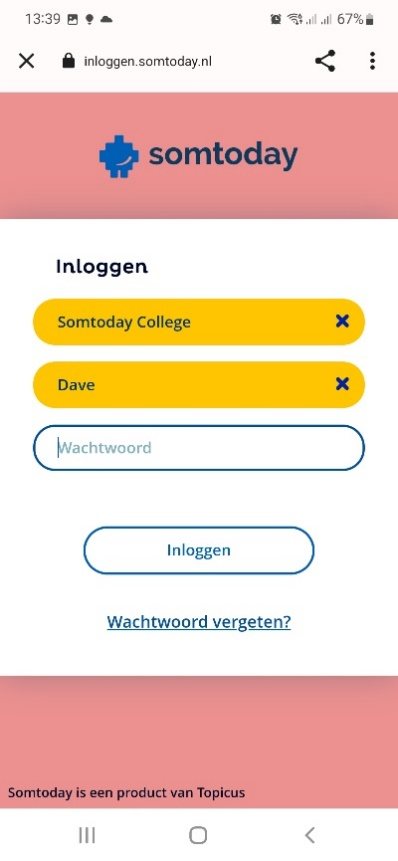 13:39 67%
inloggen.somtoday.nl
somtoday
Inloggen
Somtoday College
Dave
Wachtwoord
Inloggen
Wachtwoord vergeten?
Somtoday is een product van Topicus